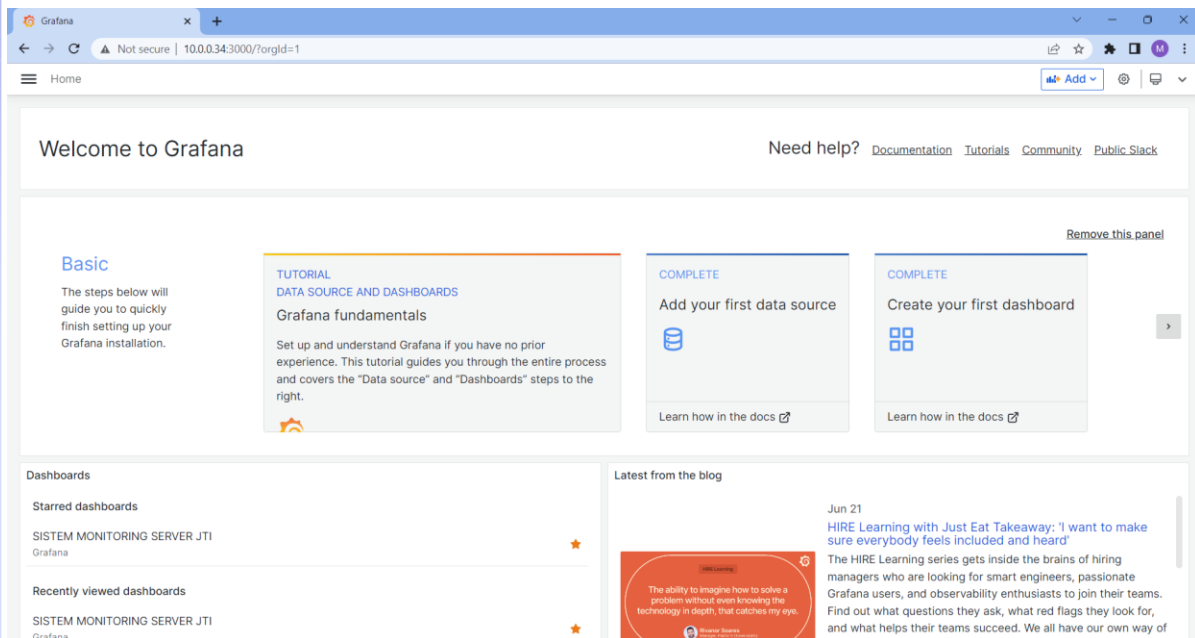 Grafana
Not secure | 10.0.0.34:3000/?orgId=1
M
Home
Add
Welcome to Grafana
Need help? Documentation Tutorials Community Public Slack
Remove this panel
Basic
The steps below will
guide you to quickly
finish setting up your
Grafana installation.
TUTORIAL
DATA SOURCE AND DASHBOARDS
Grafana fundamentals
Set up and understand Grafana if you have no prior
experience. This tutorial guides you through the entire process
and covers the "Data source" and "Dashboards" steps to the
right.
COMPLETE
Add your first data source
Learn how in the docs
COMPLETE
Create your first dashboard
Learn how in the docs
Dashboards
Starred dashboards
SISTEM MONITORING SERVER JTI
Grafana
Recently viewed dashboards
SISTEM MONITORING SERVER JTI
Grafana
Latest from the blog
HIRE Learning
The ability to imagine how to solve a
problem without even knowing the
technology in depth, that catches my eye.
Jun 21
HIRE Learning with Just Eat Takeaway: 'I want to make
sure everybody feels included and heard'
The HIRE Learning series gets inside the brains of hiring
managers who are looking for smart engineers, passionate
Grafana users, and observability enthusiasts to join their teams.
Find out what questions they ask, what red flags they look for,
and what helps their teams succeed. We all have our own way of